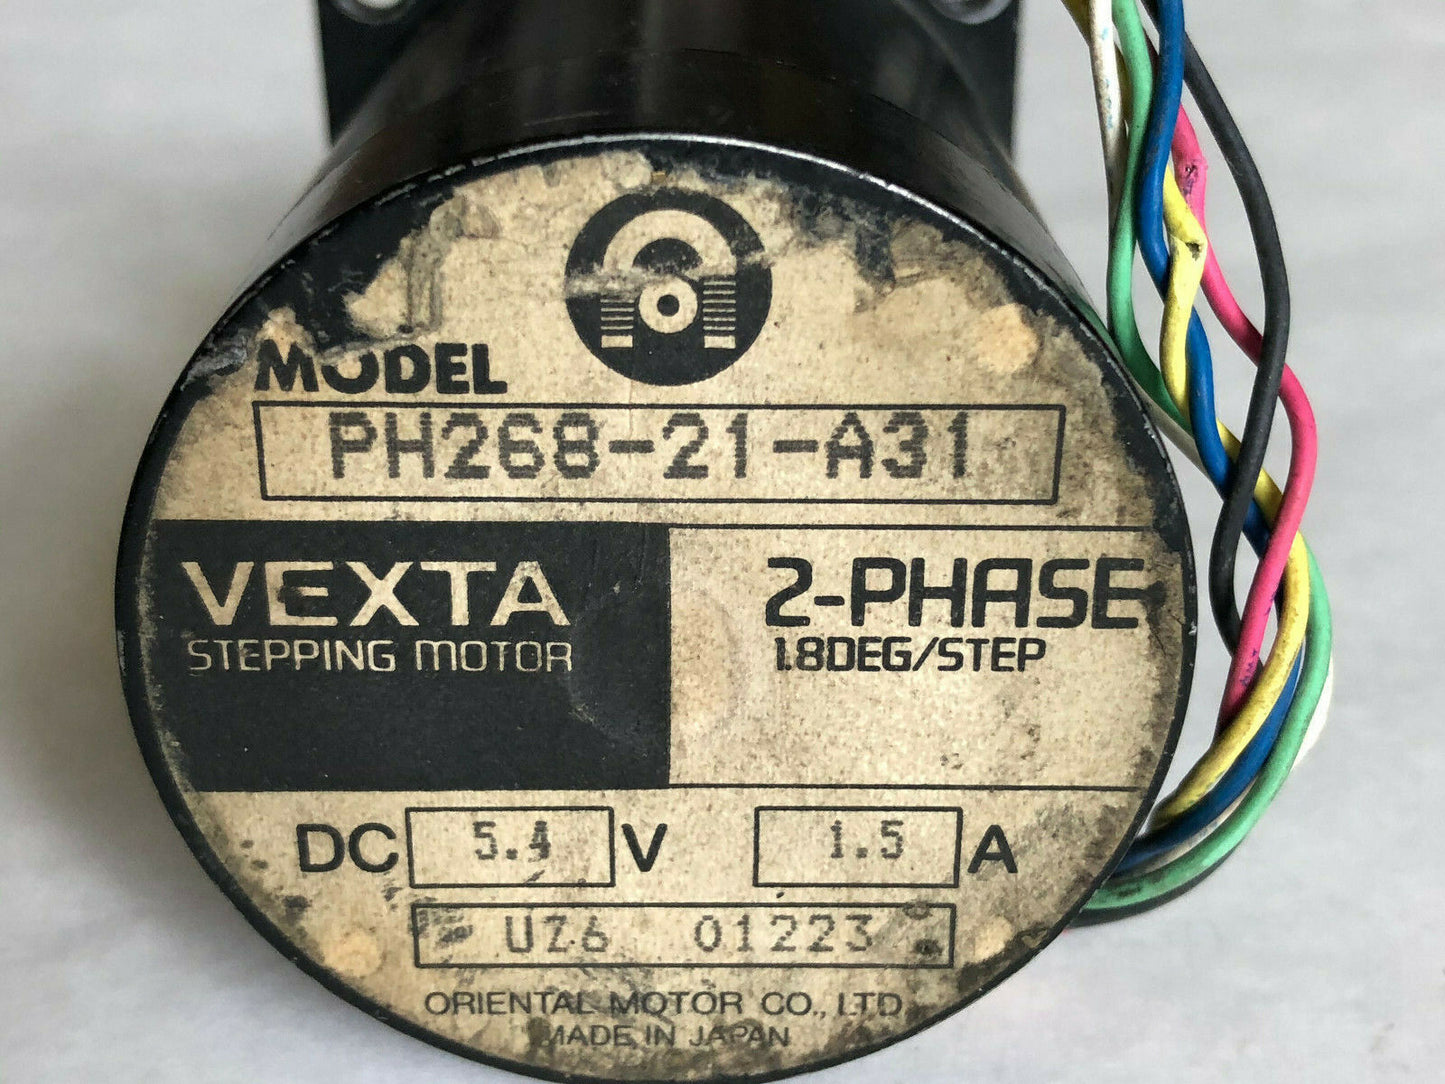 MODEL
PH268-21-A31
VEXTA
STEPPING MOTOR
2-PHASE
1.8DEG/STEP
DC 5.4 V 1.5 A
UZ6 01223
ORIENTAL MOTOR CO., LTD
MADE IN JAPAN